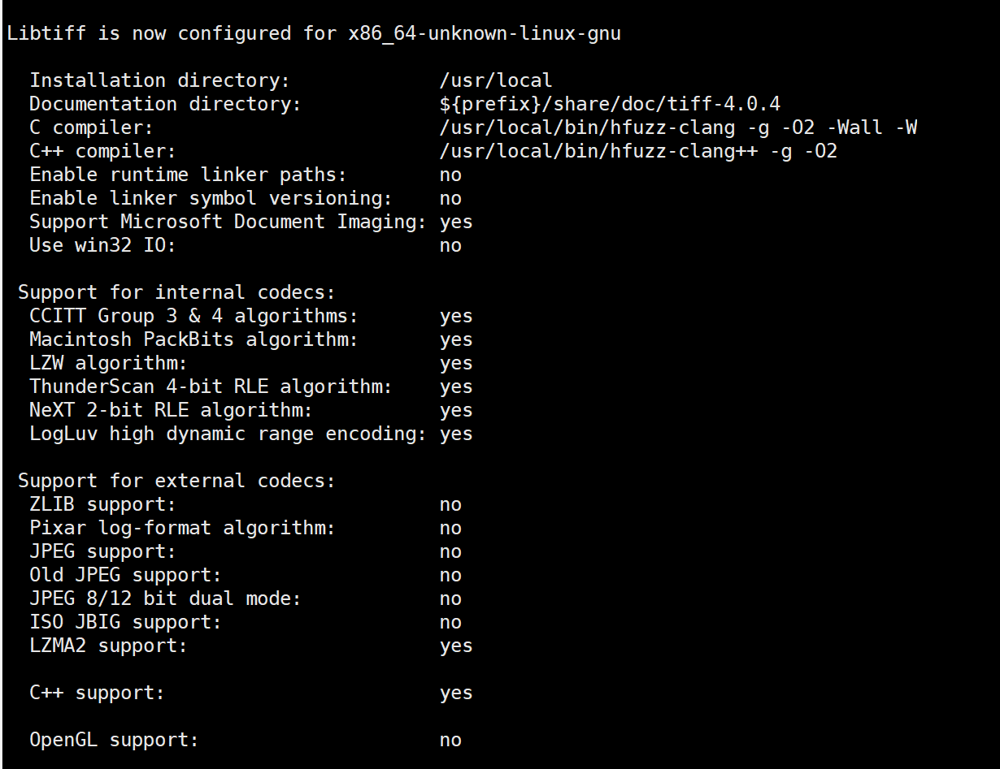 Libtiff is now configured for x86_64-unknown-linux-gnu
Installation directory: /usr/local
Documentation directory: ${prefix}/share/doc/tiff-4.0.4
C compiler: /usr/local/bin/hfuzz-clang -g -O2 -Wall -W
C++ compiler: /usr/local/bin/hfuzz-clang++ -g -O2
Enable runtime linker paths: no
Enable linker symbol versioning: no
Support Microsoft Document Imaging: yes
Use win32 IO: no
Support for internal codecs:
CCITT Group 3 & 4 algorithms: yes
Macintosh PackBits algorithm: yes
LZW algorithm: yes
ThunderScan 4-bit RLE algorithm: yes
NeXT 2-bit RLE algorithm: yes
LogLuv high dynamic range encoding: yes
Support for external codecs:
ZLIB support: no
Pixar log-format algorithm: no
JPEG support: no
Old JPEG support: no
JPEG 8/12 bit dual mode: no
ISO JBIG support: no
LZMA2 support: yes
C++ support: yes
OpenGL support: no